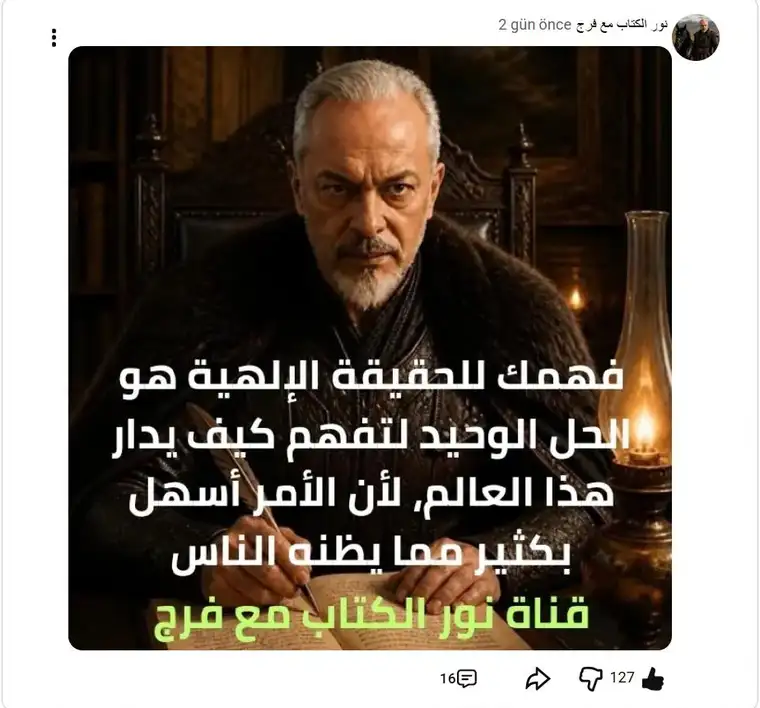 نور الكتاب مع فرج 2 gün önce
فهمك للحقيقة الإلهية هو
الحل الوحيد لتفهم كيف يدار
هذا العالم, لأن الأمر أسهل
بكثير مما يظنه الناس
قناة نور الكتاب مع فرج
127
16